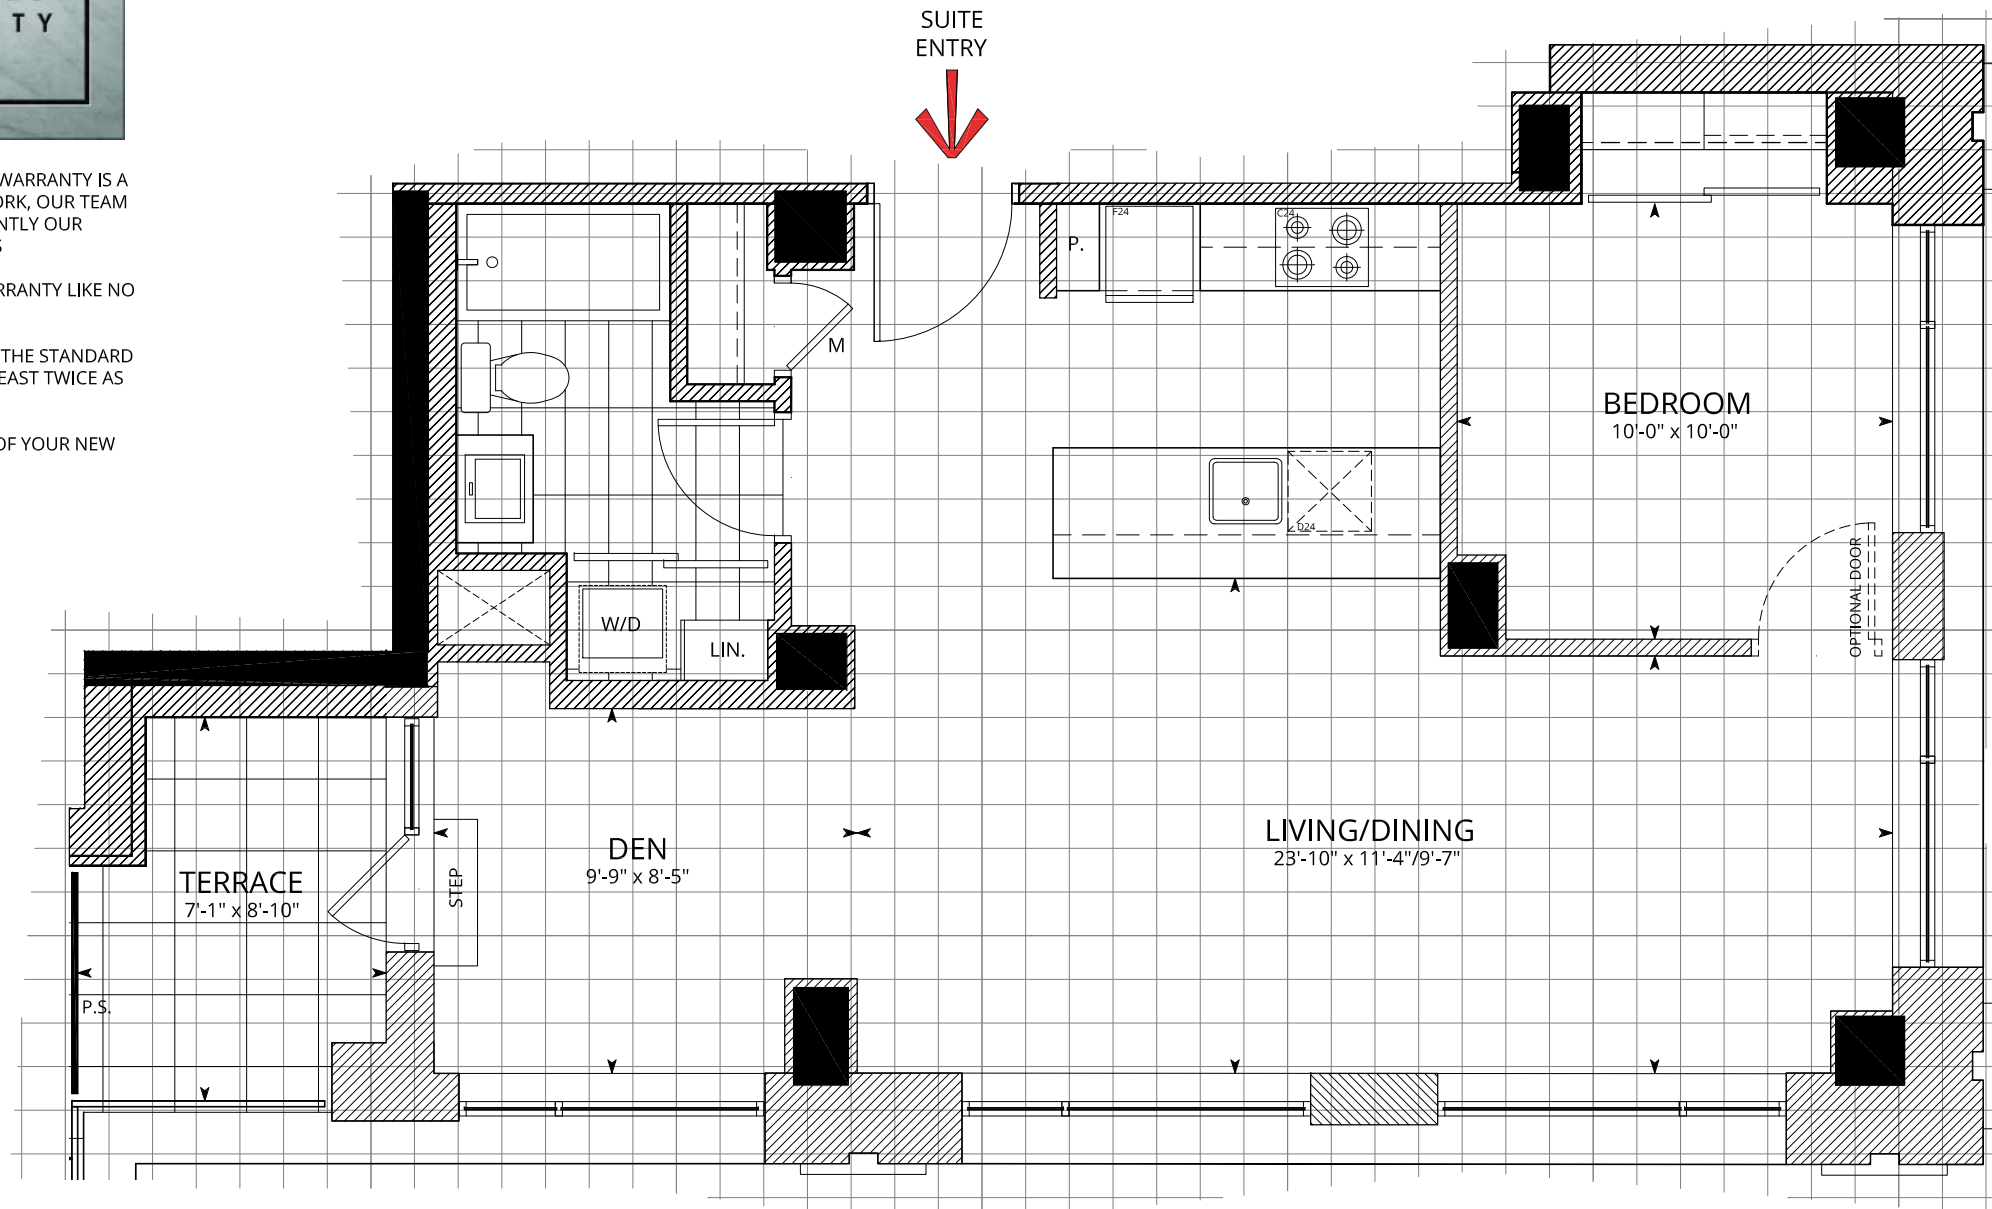 T Y
WARRANTY IS A
ORK, OUR TEAM
NTLY OUR
S
RRANTY LIKE NO
THE STANDARD
EAST TWICE AS
OF YOUR NEW
SUITE
ENTRY
F24
C24
P.
M
BEDROOM
10'-0" x 10'-0"
D24
OPTIONAL DOOR
W/D
LIN.
LIVING/DINING
23'-10" x 11'-4"/9'-7"
DEN
9'-9" x 8'-5"
STEP
TERRACE
7'-1" x 8'-10"
P.S.